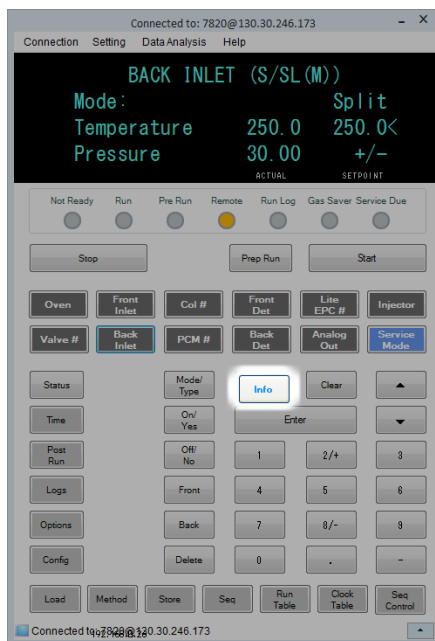 Connected to: 7820@130.30.246.173
Connection Setting Data Analysis Help
BACK INLET (S/SL(M))
Mode: Split
Temperature 250.0 250.0<
Pressure 30.00 +/-
ACTUAL SETPOINT
Not Ready Run Pre Run Remote Run Log Gas Saver Service Due
Stop Prep Run Start
Oven Front Inlet Col # Front Det Lite EPC # Injector
Valve # Back Inlet PCM # Back Det Analog Out Service Mode
Status Mode/ Type Info Clear
Time On/ Yes Enter
Post Run Off/ No 1 2/+ 3
Logs Front 4 5 6
Options Back 7 8/- 9
Config Delete 0 . -
Load Method Store Seq Run Table Clock Table Seq Control
Connected to: 7820@130.30.246.173